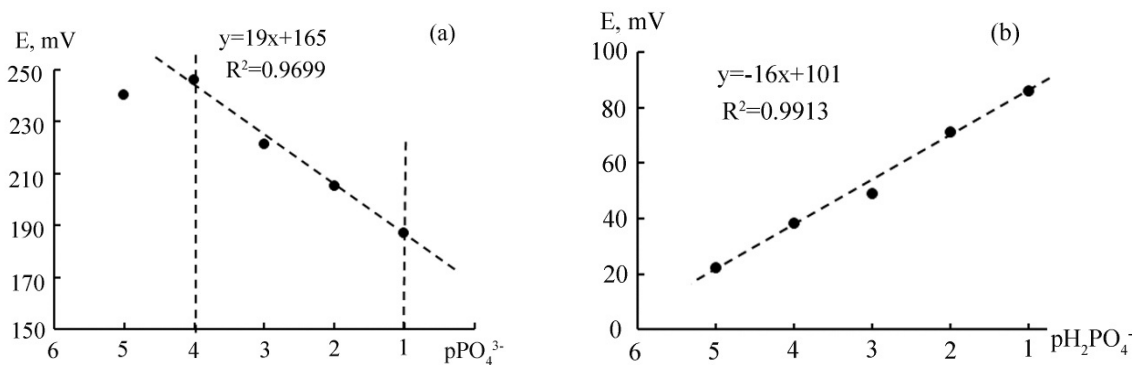 E, mV
y=19x+165
R²=0.9699
(a)
250
230
210
190
170
150
6 5 4 3 2 1 pPO₄³⁻
E, mV
(b)
y=-16x+101
R²=0.9913
100
80
60
40
20
0
6 5 4 3 2 1 pH₂PO₄⁻